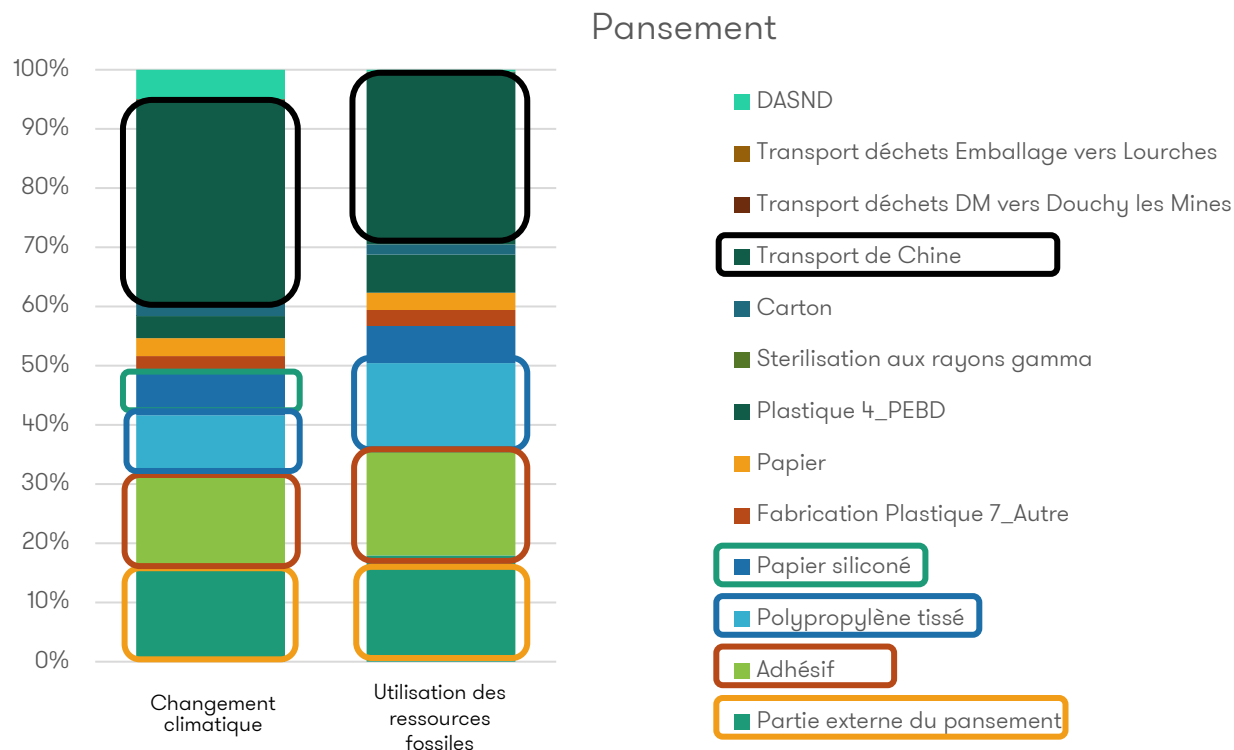 Pansement
100%
90%
80%
70%
60%
50%
40%
30%
20%
10%
0%
Changement
climatique
Utilisation des
ressources
fossiles
DASND
Transport déchets Emballage vers Lourches
Transport déchets DM vers Douchy les Mines
Transport de Chine
Carton
Sterilisation aux rayons gamma
Plastique 4_PEBD
Papier
Fabrication Plastique 7_Autre
Papier siliconé
Polypropylène tissé
Adhésif
Partie externe du pansement